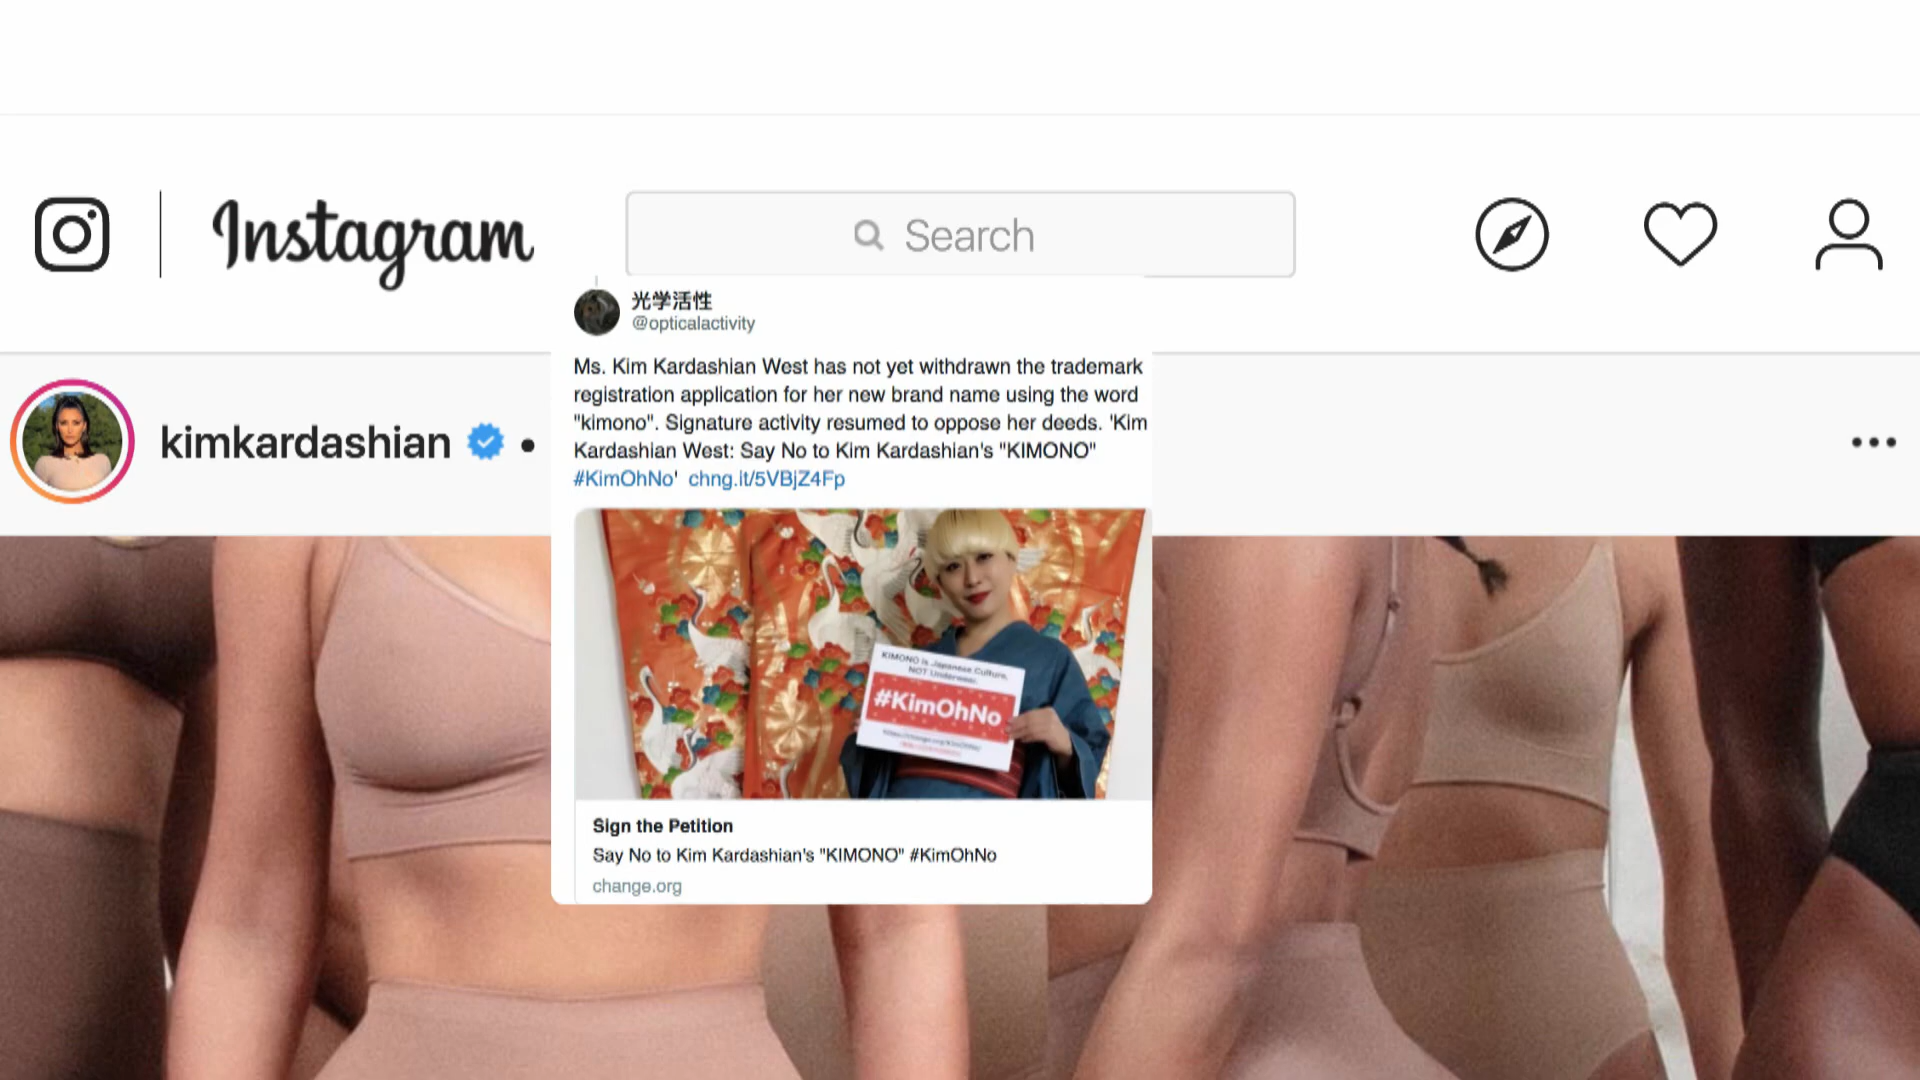 Instagram
Search
光学活性
@opticalactivity
Ms. Kim Kardashian West has not yet withdrawn the trademark
registration application for her new brand name using the word
"kimono". Signature activity resumed to oppose her deeds. 'Kim
Kardashian West: Say No to Kim Kardashian's "KIMONO"
#KimOhNo' chng.it/5VBjZ4Fp
kimkardashian
KIMONO is Japanese Culture,
NOT Underwear.
#KimOhNo
Sign the Petition
Say No to Kim Kardashian's "KIMONO" #KimOhNo
change.org